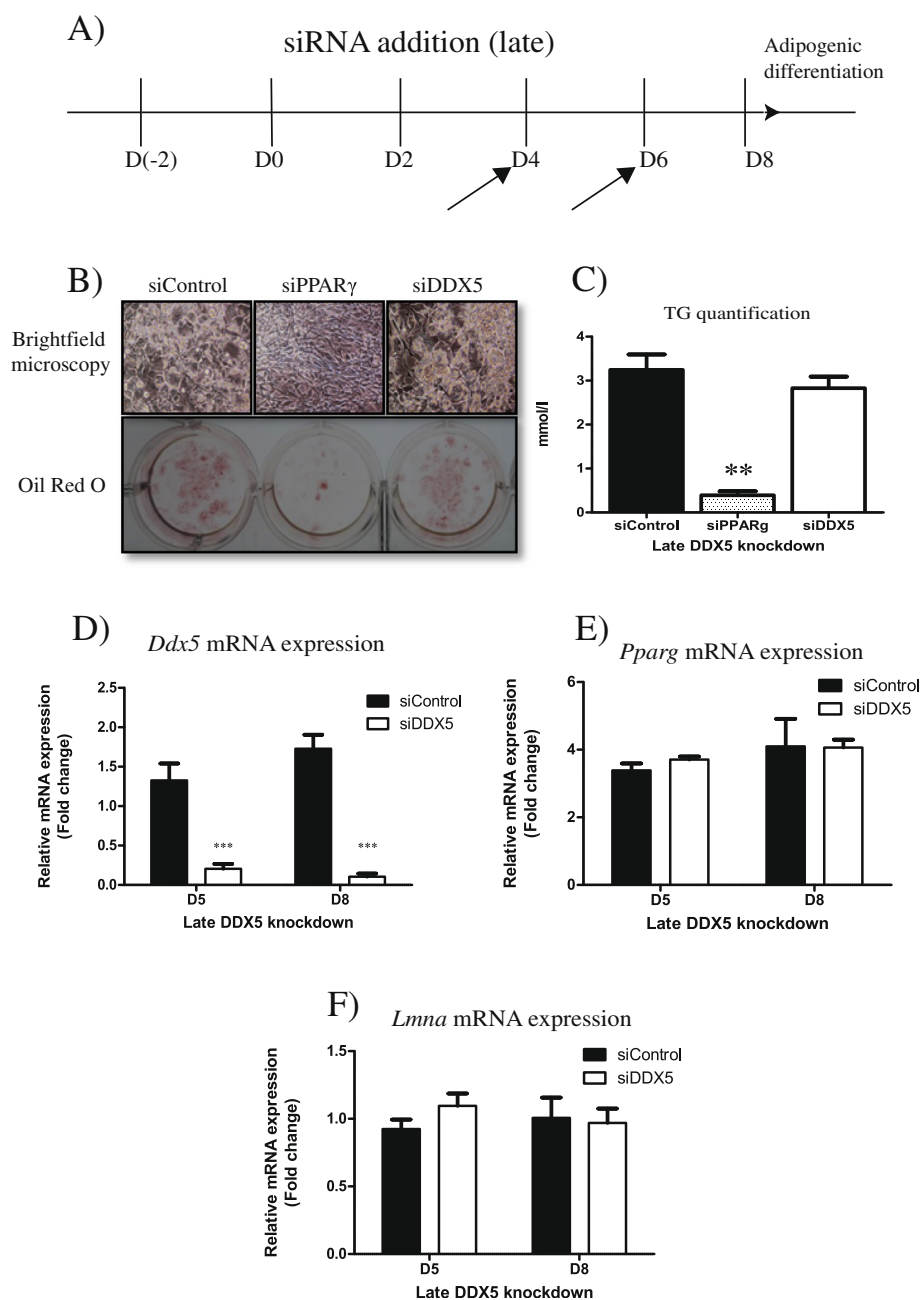 A)
siRNA addition (late)
Adipogenic
differentiation
D(-2)
D0
D2
D4
D6
D8
B)
siControl
siPPARγ
siDDX5
Brightfield
microscopy
Oil Red O
C)
TG quantification
mmol/l
4
3
2
1
0
**
siControl
siPPARg
siDDX5
Late DDX5 knockdown
D)
Ddx5 mRNA expression
Relative mRNA expression
(Fold change)
2.5
2.0
1.5
1.0
0.5
0.0
siControl
siDDX5
***
***
D5
D8
Late DDX5 knockdown
E)
Pparg mRNA expression
Relative mRNA expression
(Fold change)
6
4
2
0
siControl
siDDX5
D5
D8
Late DDX5 knockdown
F)
Lmna mRNA expression
Relative mRNA expression
(Fold change)
1.5
1.0
0.5
0.0
siControl
siDDX5
D5
D8
Late DDX5 knockdown